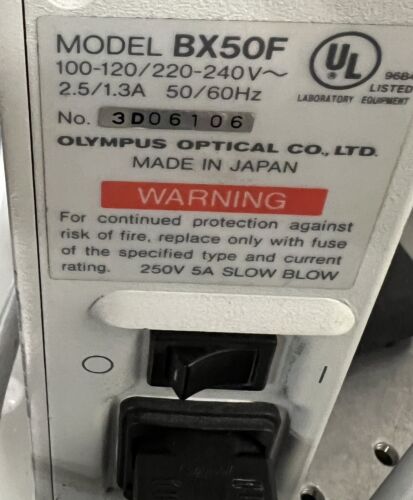 MODEL BX50F
100-120/220-240V～
2.5/1.3A 50/60Hz
No. 3D06106
OLYMPUS OPTICAL CO., LTD.
MADE IN JAPAN
UL
96B4
LISTED
LABORATORY EQUIPMENT
WARNING
For continued protection against
risk of fire, replace only with fuse
of the specified type and current
rating. 250V 5A SLOW BLOW